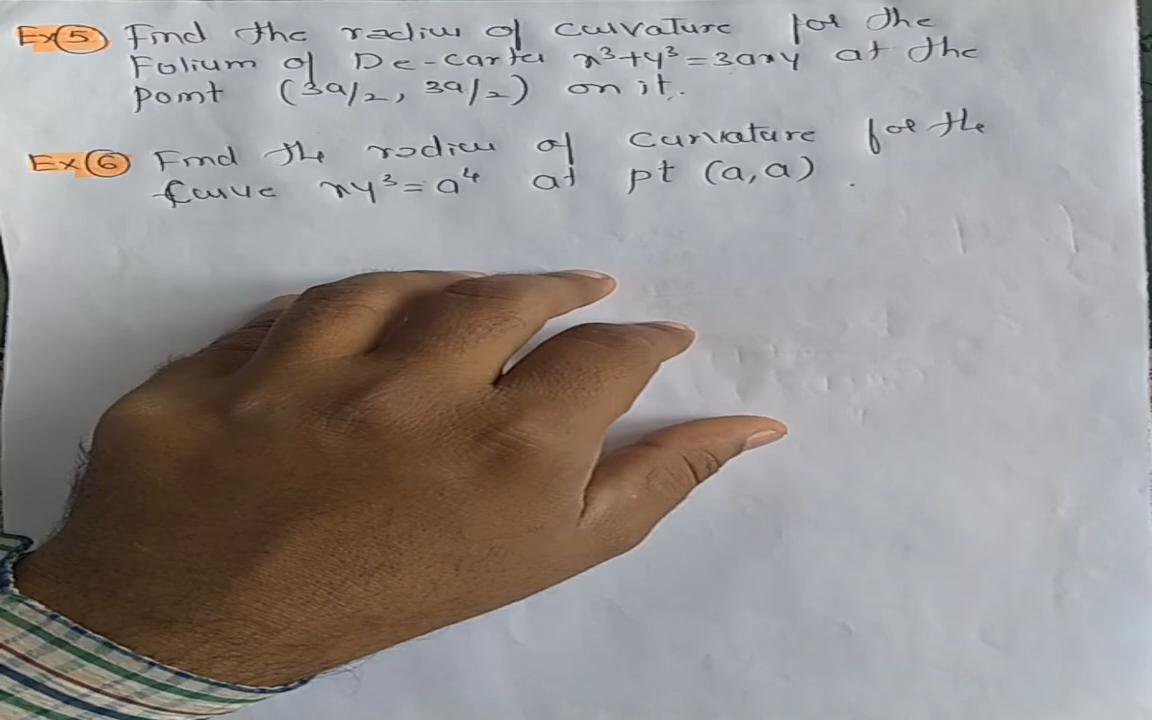 Ex 5 Find the radius of curvature for the
Folium of De-cartes x³+y³=3axy at the
point (3a/2, 3a/2) on it.
Ex 6 Find the radius of curvature for the
curve xy³=a⁴ at pt (a,a).